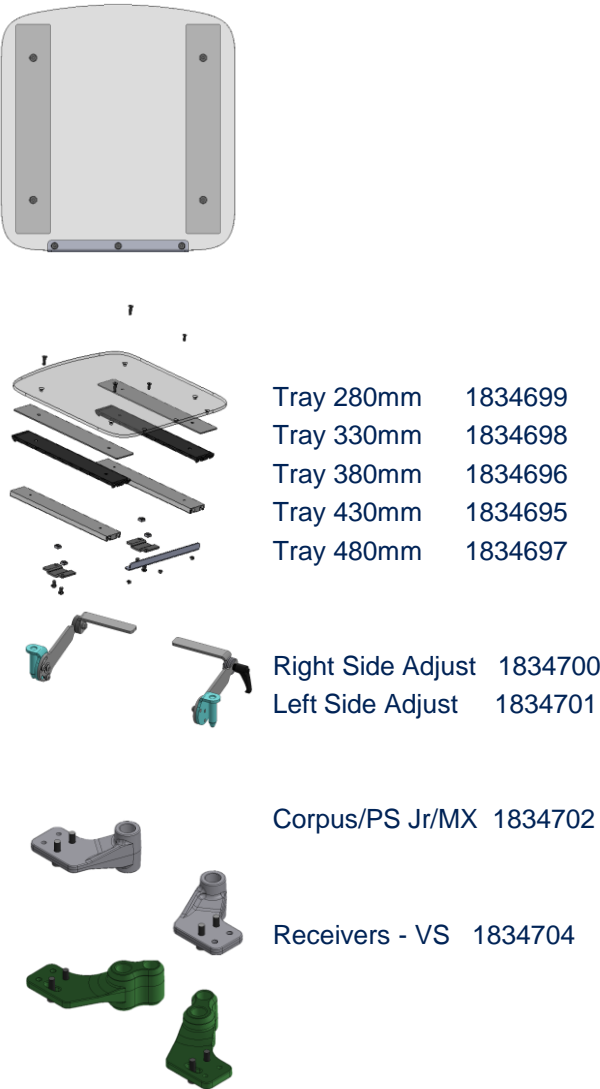 Tray 280mm 1834699
Tray 330mm 1834698
Tray 380mm 1834696
Tray 430mm 1834695
Tray 480mm 1834697
Right Side Adjust 1834700
Left Side Adjust 1834701
Corpus/PS Jr/MX 1834702
Receivers - VS 1834704